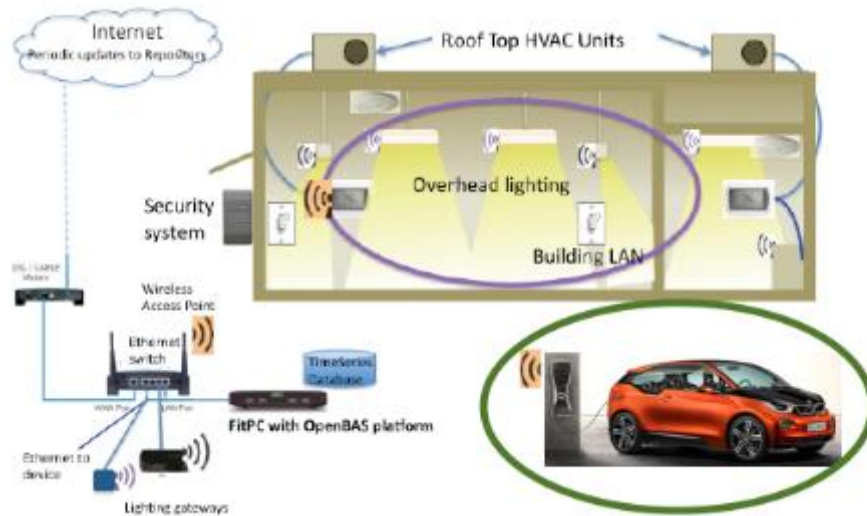 Internet
Periodic updates to Repository
Roof Top HVAC Units
Overhead lighting
Security
system
Building LAN
Wireless
Access Point
Ethernet
switch
TimeSeries
Database
FitPC with OpenBAS platform
Ethernet to
device
Lighting gateways